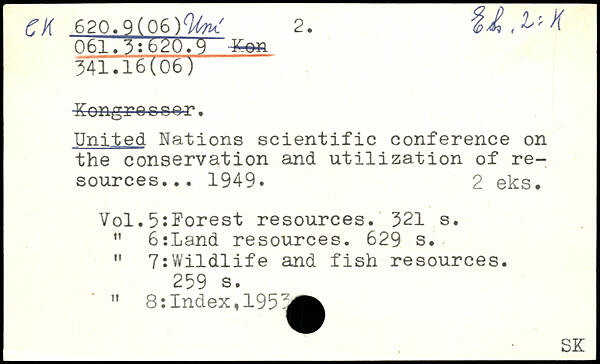 CK 620.9(06) Uni 2. Eks. 2: K
061.3:620.9 Kon
341.16(06)
Kongresser.
United Nations scientific conference on
the conservation and utilization of re-
sources... 1949. 2 eks.
Vol.5:Forest resources. 321 s.
" 6:Land resources. 629 s.
" 7:Wildlife and fish resources.
259 s.
" 8:Index,1953
SK